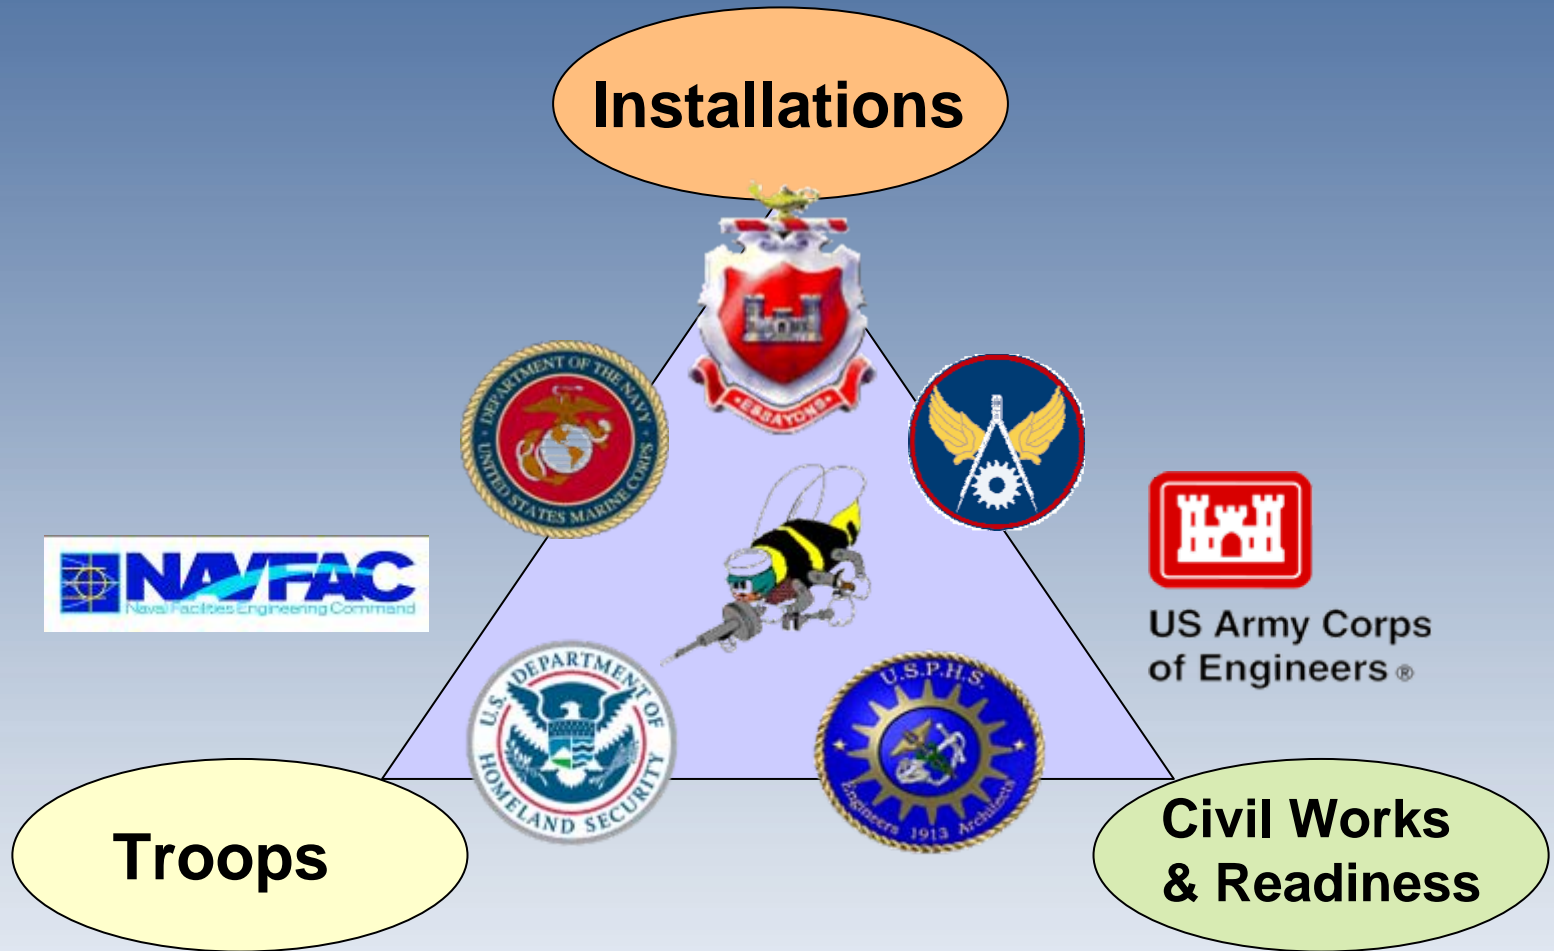 Installations
ESSAYONS
DEPARTMENT OF THE NAVY
UNITED STATES MARINE CORPS
NAVFAC
Naval Facilities Engineering Command
US Army Corps
of Engineers ®
U.S. DEPARTMENT OF
HOMELAND SECURITY
U.S.P.H.S.
Engineers 1913 Architects
Troops
Civil Works
& Readiness